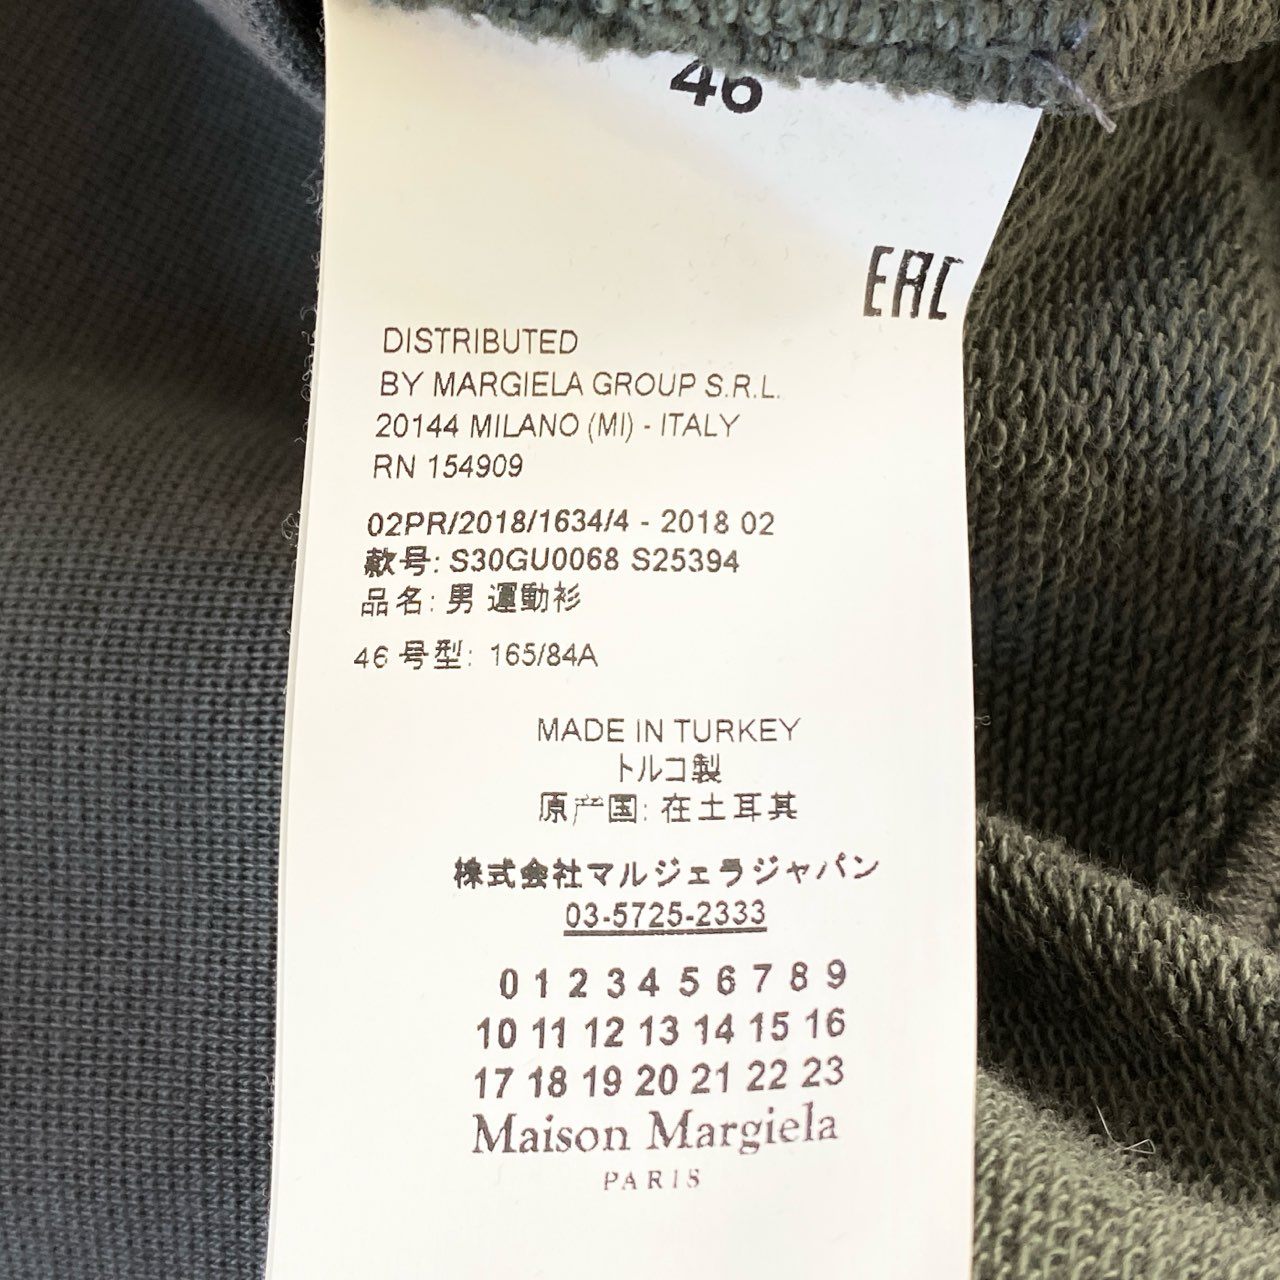 46
EAC
DISTRIBUTED
BY MARGIELA GROUP S.R.L.
20144 MILANO (MI) - ITALY
RN 154909
02PR/2018/1634/4 - 2018 02
款号: S30GU0068 S25394
品名: 男 運動衫
46 号型: 165/84A
MADE IN TURKEY
トルコ製
原产国: 在土耳其
株式会社マルジェラジャパン
03-5725-2333
0 1 2 3 4 5 6 7 8 9
10 11 12 13 14 15 16
17 18 19 20 21 22 23
Maison Margiela
PARIS